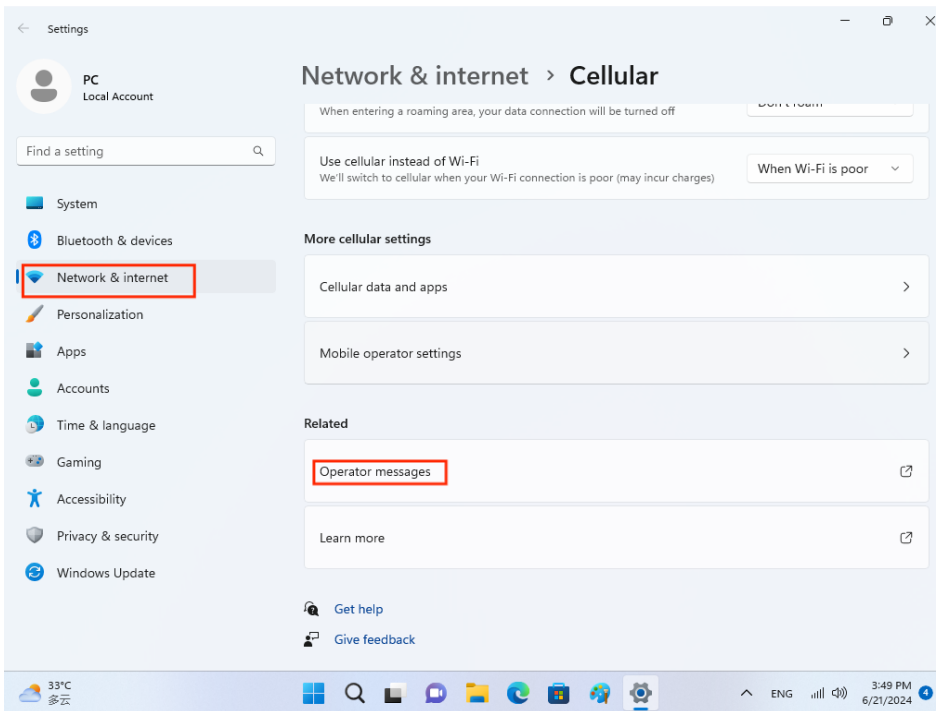 Settings
PC
Local Account
Find a setting
System
Bluetooth & devices
Network & internet
Personalization
Apps
Accounts
Time & language
Gaming
Accessibility
Privacy & security
Windows Update
Network & internet > Cellular
When entering a roaming area, your data connection will be turned off
Don't roam
Use cellular instead of Wi-Fi
We'll switch to cellular when your Wi-Fi connection is poor (may incur charges)
When Wi-Fi is poor
More cellular settings
Cellular data and apps
Mobile operator settings
Related
Operator messages
Learn more
Get help
Give feedback
33°C
多云
ENG
3:49 PM
6/21/2024
4